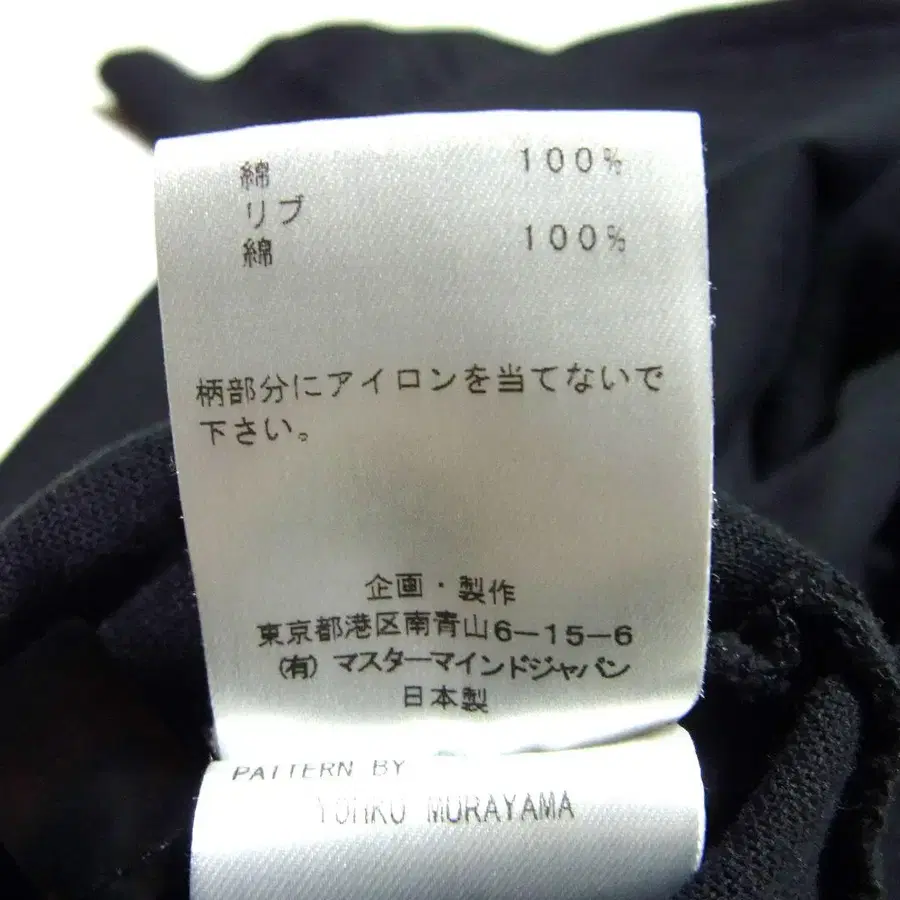 綿 100%
リブ
綿 100%
柄部分にアイロンを当てないで
下さい。
企画・製作
東京都港区南青山6-15-6
(有)マスターマインドジャパン
日本製
PATTERN BY
MURAYAMA